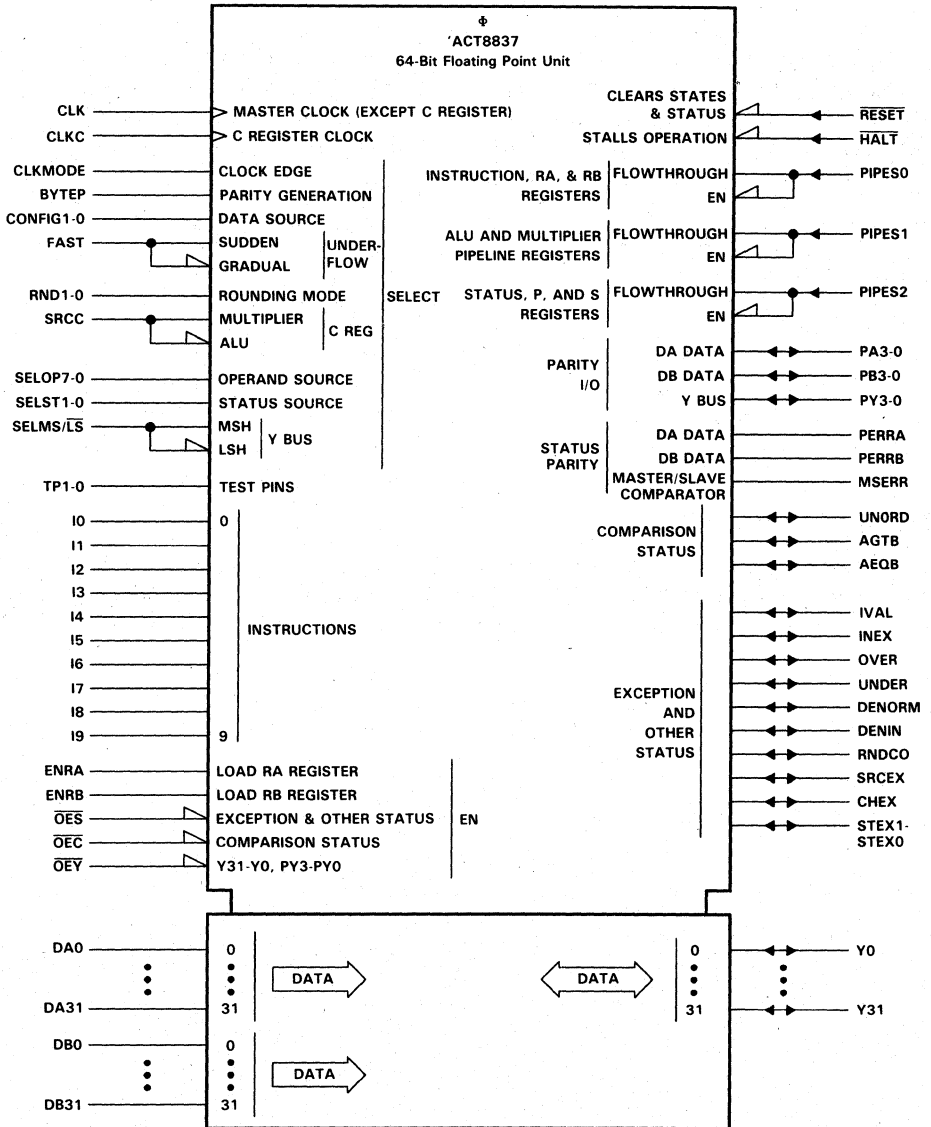 Φ
'ACT8837
64-Bit Floating Point Unit
CLK
MASTER CLOCK (EXCEPT C REGISTER)
CLKC
C REGISTER CLOCK
CLKMODE
CLOCK EDGE
BYTEP
PARITY GENERATION
CONFIG1-0
DATA SOURCE
FAST
SUDDEN
GRADUAL
UNDER-
FLOW
RND1-0
ROUNDING MODE
SELECT
SRCC
MULTIPLIER
ALU
C REG
SELOP7-0
OPERAND SOURCE
SELST1-0
STATUS SOURCE
SELMS/LS
MSH
LSH
Y BUS
TP1-0
TEST PINS
I0
0
I1
I2
I3
I4
I5
INSTRUCTIONS
I6
I7
I8
I9
9
ENRA
LOAD RA REGISTER
ENRB
LOAD RB REGISTER
OES
EXCEPTION & OTHER STATUS
EN
OEC
COMPARISON STATUS
OEY
Y31-Y0, PY3-PY0
CLEARS STATES
& STATUS
RESET
STALLS OPERATION
HALT
INSTRUCTION, RA, & RB
REGISTERS
FLOWTHROUGH
EN
PIPES0
ALU AND MULTIPLIER
PIPELINE REGISTERS
FLOWTHROUGH
EN
PIPES1
STATUS, P, AND S
REGISTERS
FLOWTHROUGH
EN
PIPES2
PARITY
I/O
DA DATA
PA3-0
DB DATA
PB3-0
Y BUS
PY3-0
STATUS
PARITY
DA DATA
PERRA
DB DATA
PERRB
MASTER/SLAVE
COMPARATOR
MSERR
COMPARISON
STATUS
UNORD
AGTB
AEQB
EXCEPTION
AND
OTHER
STATUS
IVAL
INEX
OVER
UNDER
DENORM
DENIN
RNDCO
SRCEX
CHEX
STEX1-
STEX0
DA0
0
DATA
DA31
31
DB0
0
DATA
DB31
31
DATA
0
Y0
31
Y31